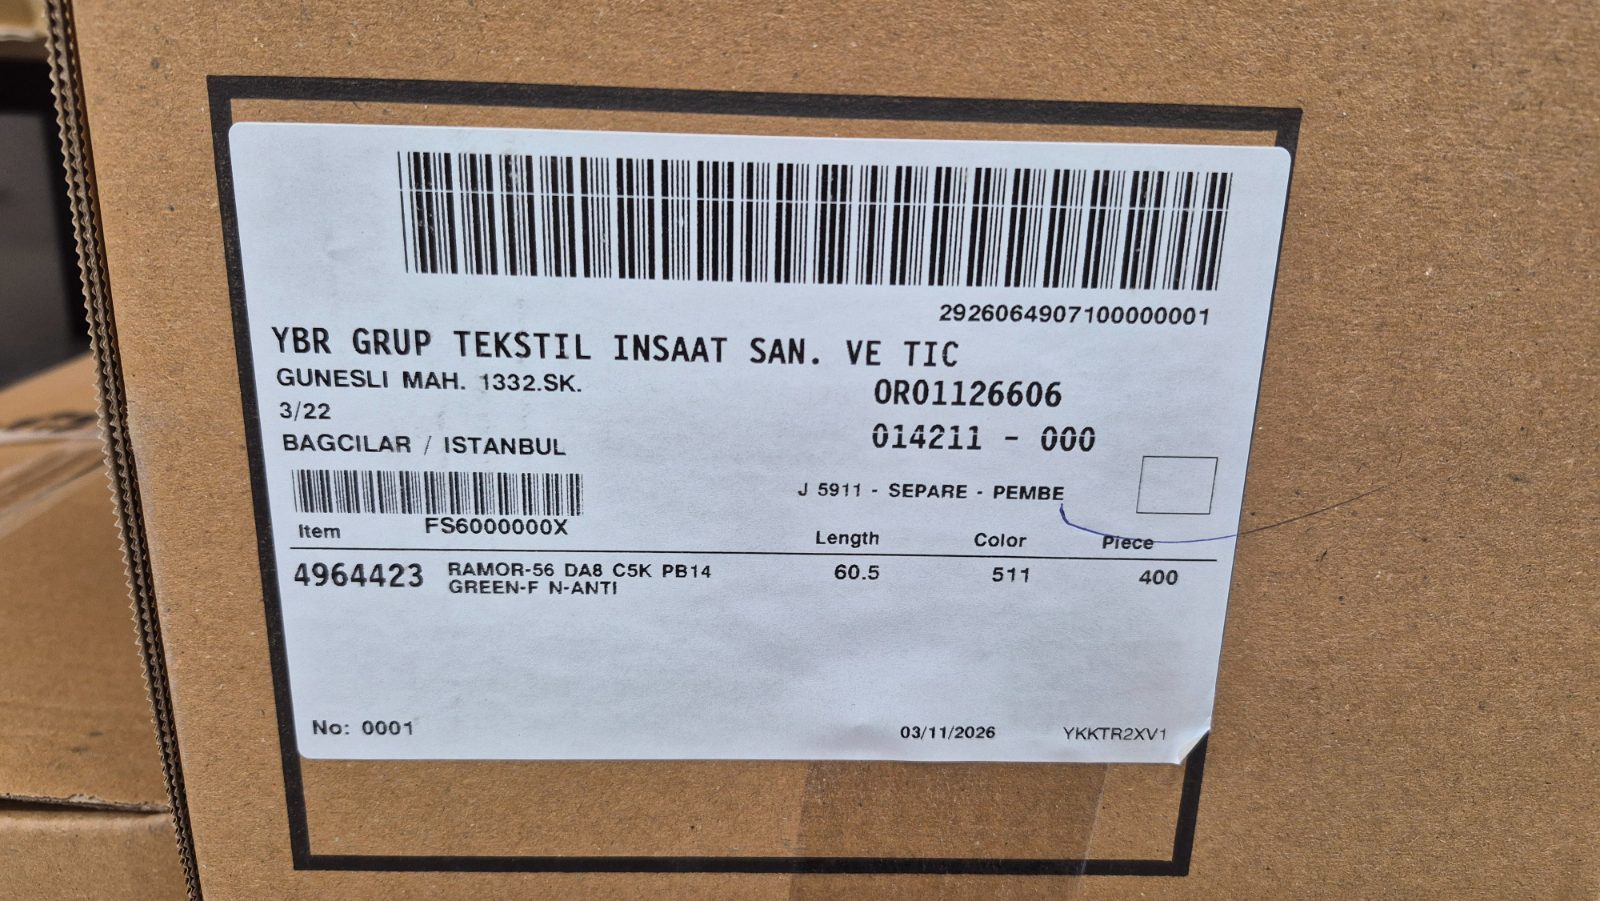 2926064907100000001
YBR GRUP TEKSTIL INSAAT SAN. VE TIC
GUNESLI MAH. 1332.SK.
OR01126606
3/22
014211 - 000
BAGCILAR / ISTANBUL
J 5911 - SEPARE - PEMBE
FS6000000X
Item Length Color Piece
4964423 RAMOR-56 DA8 C5K PB14 60.5 511 400
GREEN-F N-ANTI
No: 0001 03/11/2026 YKKTR2XV1